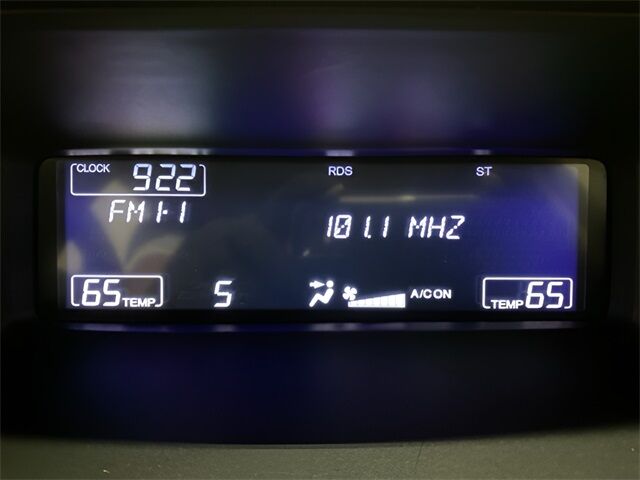 CLOCK 922 RDS ST
FM1-1 101.1 MHZ
65 TEMP 5 A/C ON TEMP 65